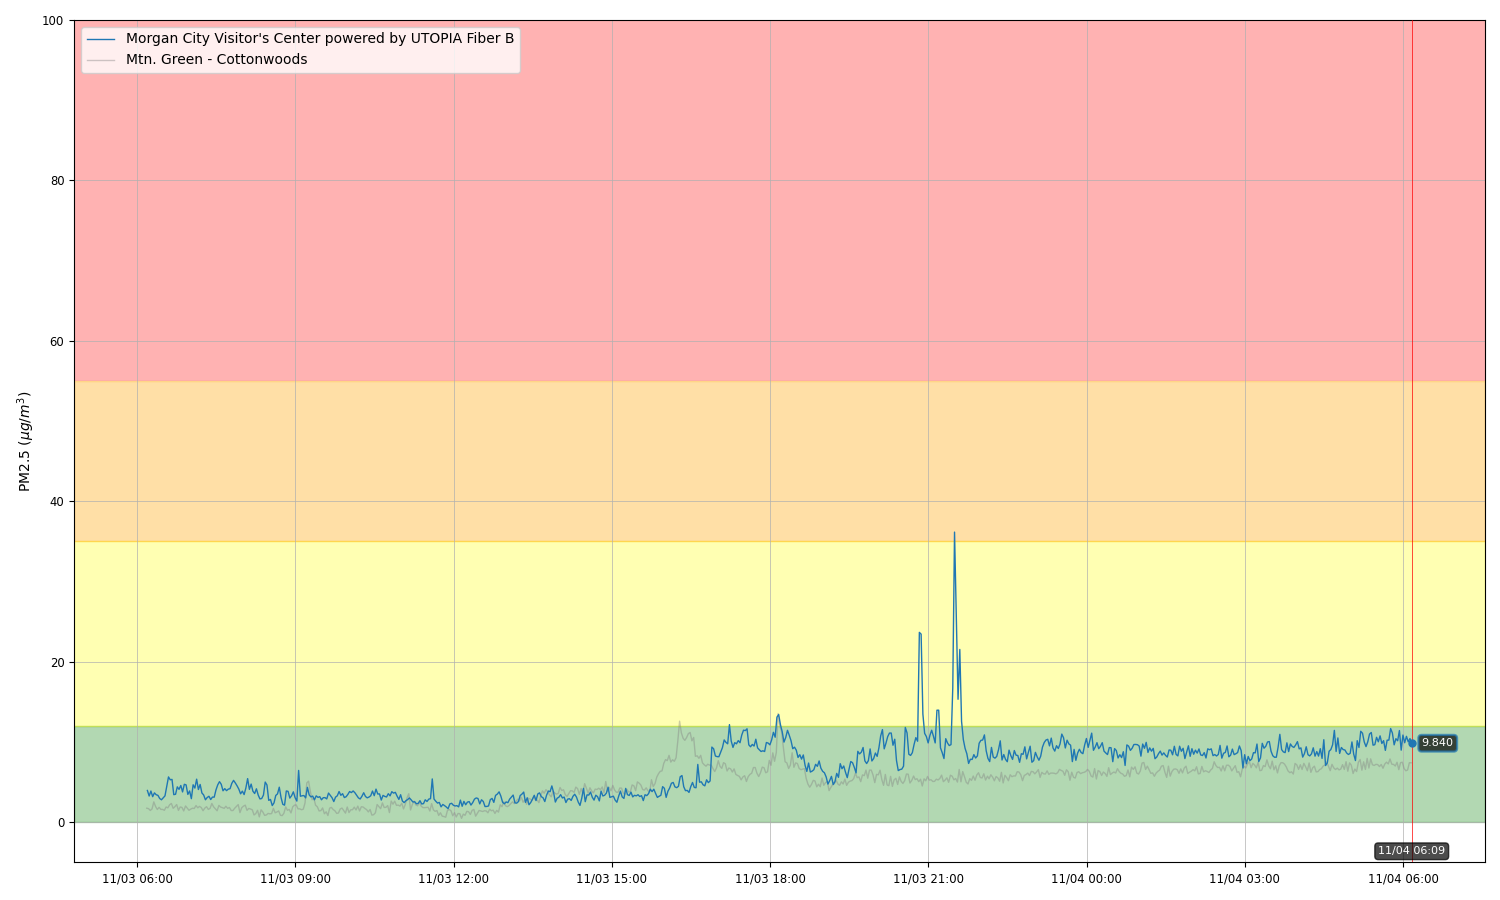 100
Morgan City Visitor's Center powered by UTOPIA Fiber B
Mtn. Green - Cottonwoods
80
60
PM2.5 (μg/m³)
40
20
9.840
0
11/04 06:09
11/03 06:00 11/03 09:00 11/03 12:00 11/03 15:00 11/03 18:00 11/03 21:00 11/04 00:00 11/04 03:00 11/04 06:00